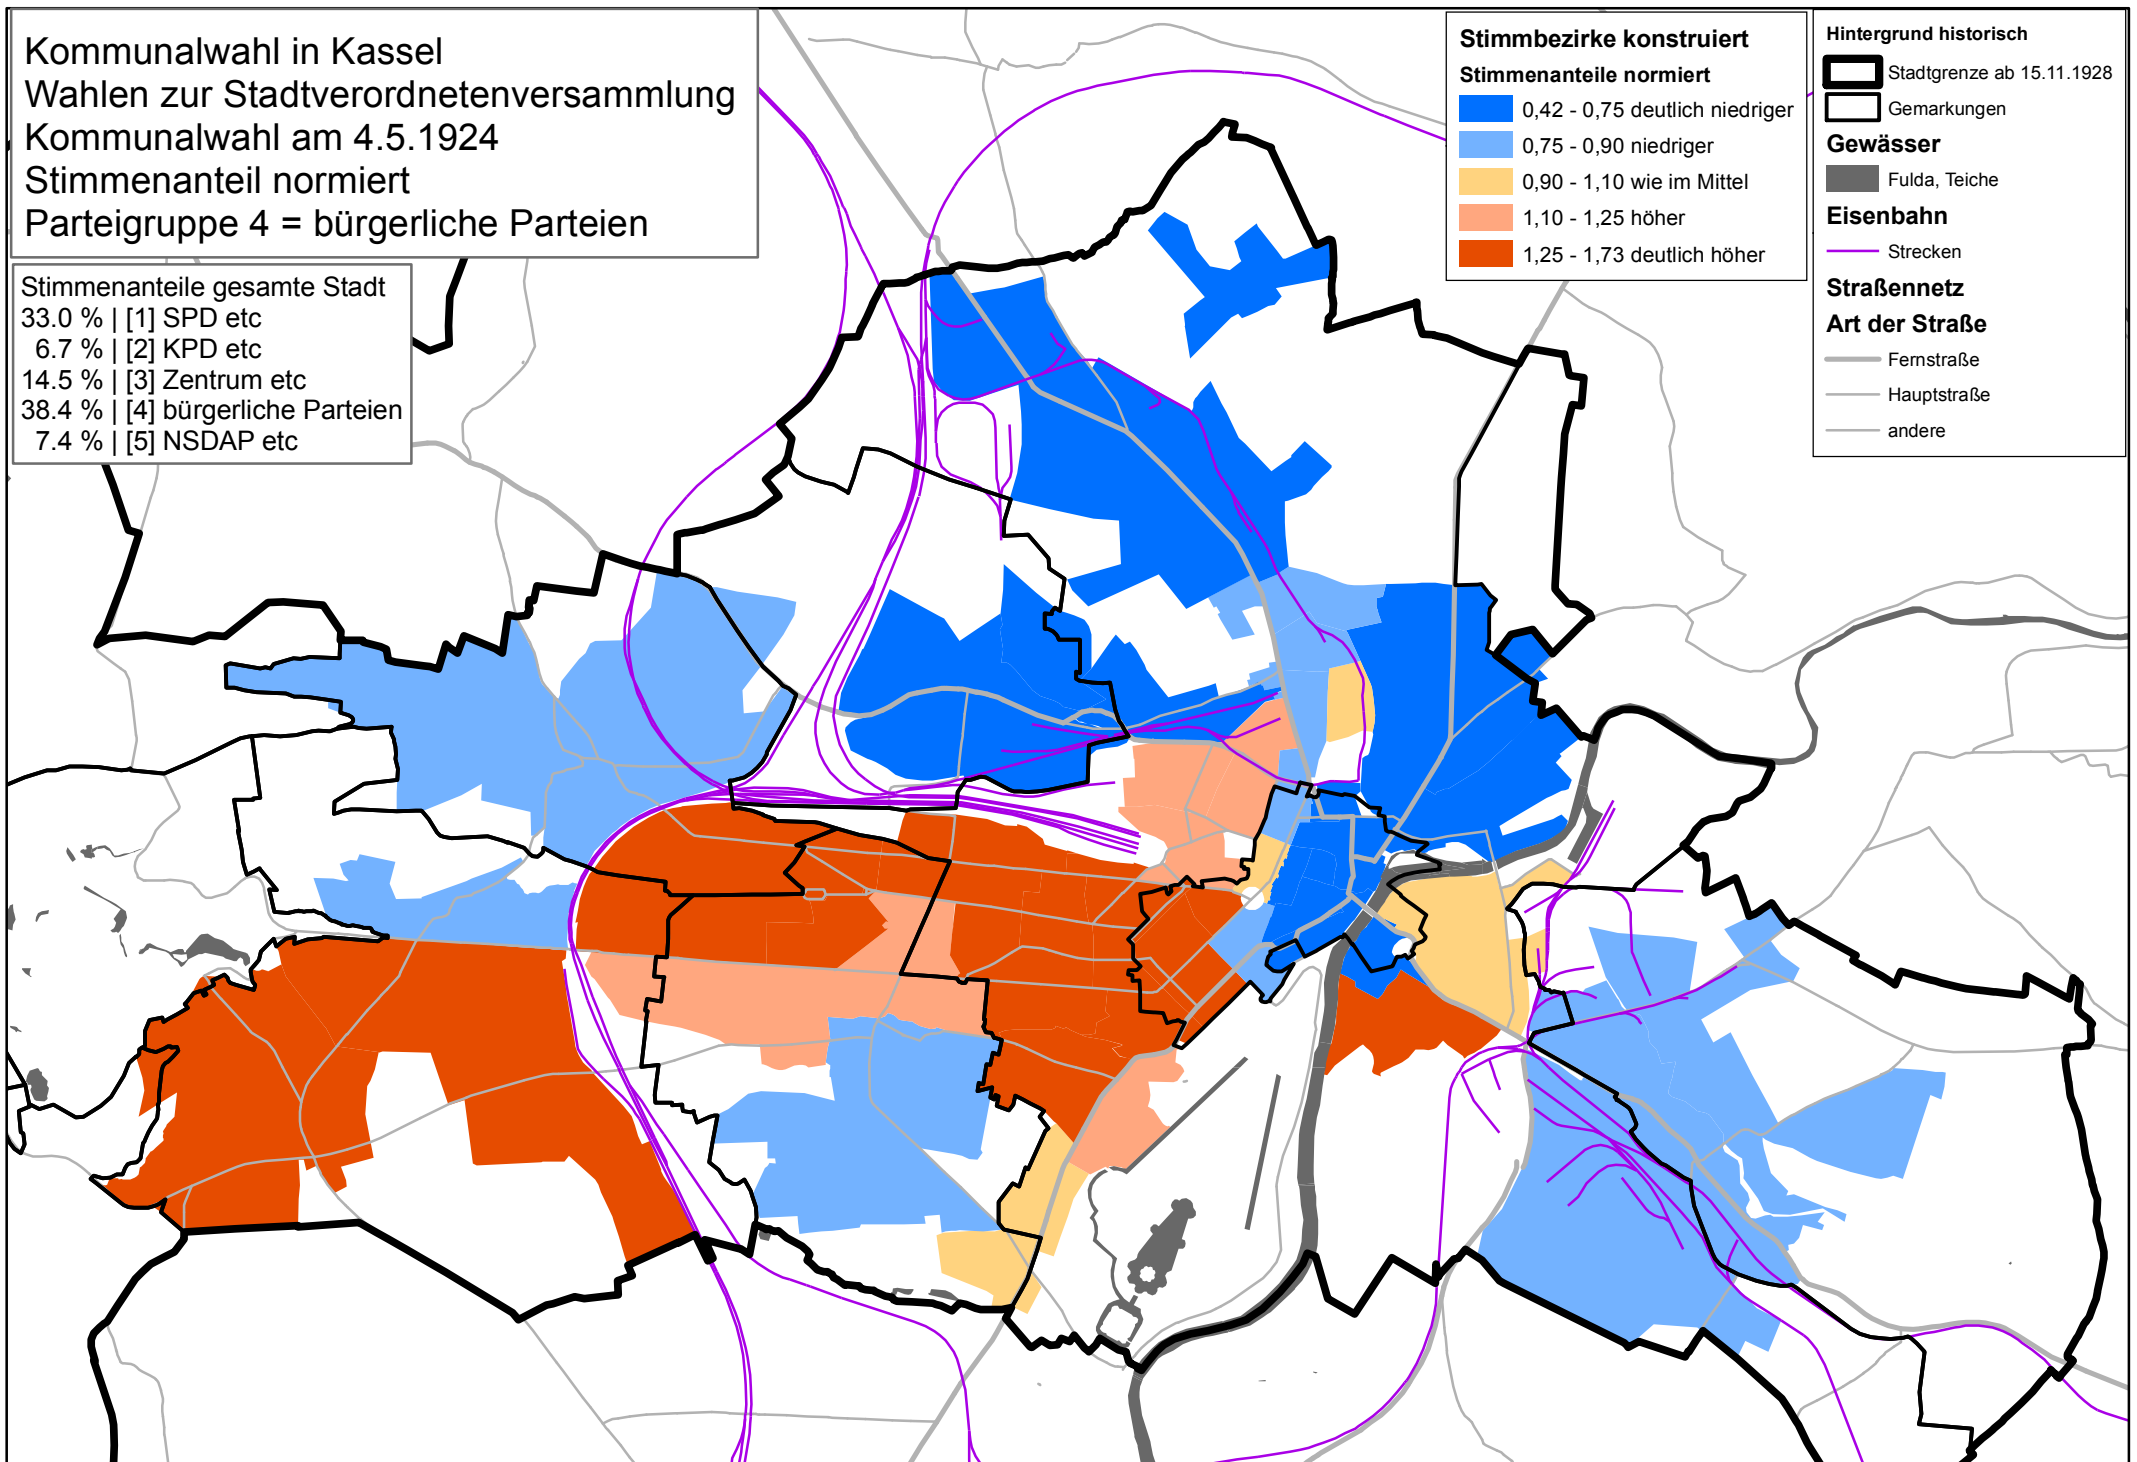 Kommunalwahl in Kassel
Wahlen zur Stadtverordnetenversammlung
Kommunalwahl am 4.5.1924
Stimmenanteil normiert
Parteigruppe 4 = bürgerliche Parteien
Stimmenanteile gesamte Stadt
33.0 % | [1] SPD etc
6.7 % | [2] KPD etc
14.5 % | [3] Zentrum etc
38.4 % | [4] bürgerliche Parteien
7.4 % | [5] NSDAP etc
Stimmbezirke konstruiert
Stimmenanteile normiert
0,42 - 0,75 deutlich niedriger
0,75 - 0,90 niedriger
0,90 - 1,10 wie im Mittel
1,10 - 1,25 höher
1,25 - 1,73 deutlich höher
Hintergrund historisch
Stadtgrenze ab 15.11.1928
Gemarkungen
Gewässer
Fulda, Teiche
Eisenbahn
Strecken
Straßennetz
Art der Straße
Fernstraße
Hauptstraße
andere